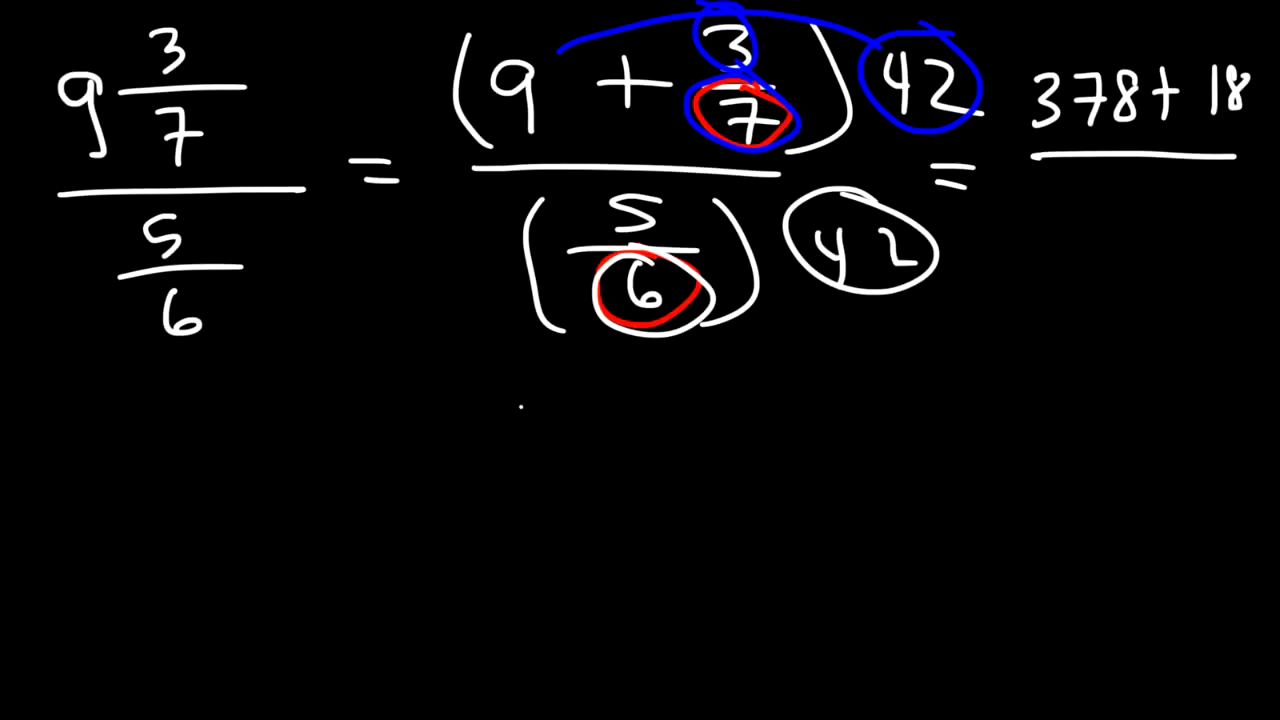 9 3/7 / 5/6 = (9 + 3/7) 42 / (5/6) 42 = 378 + 18